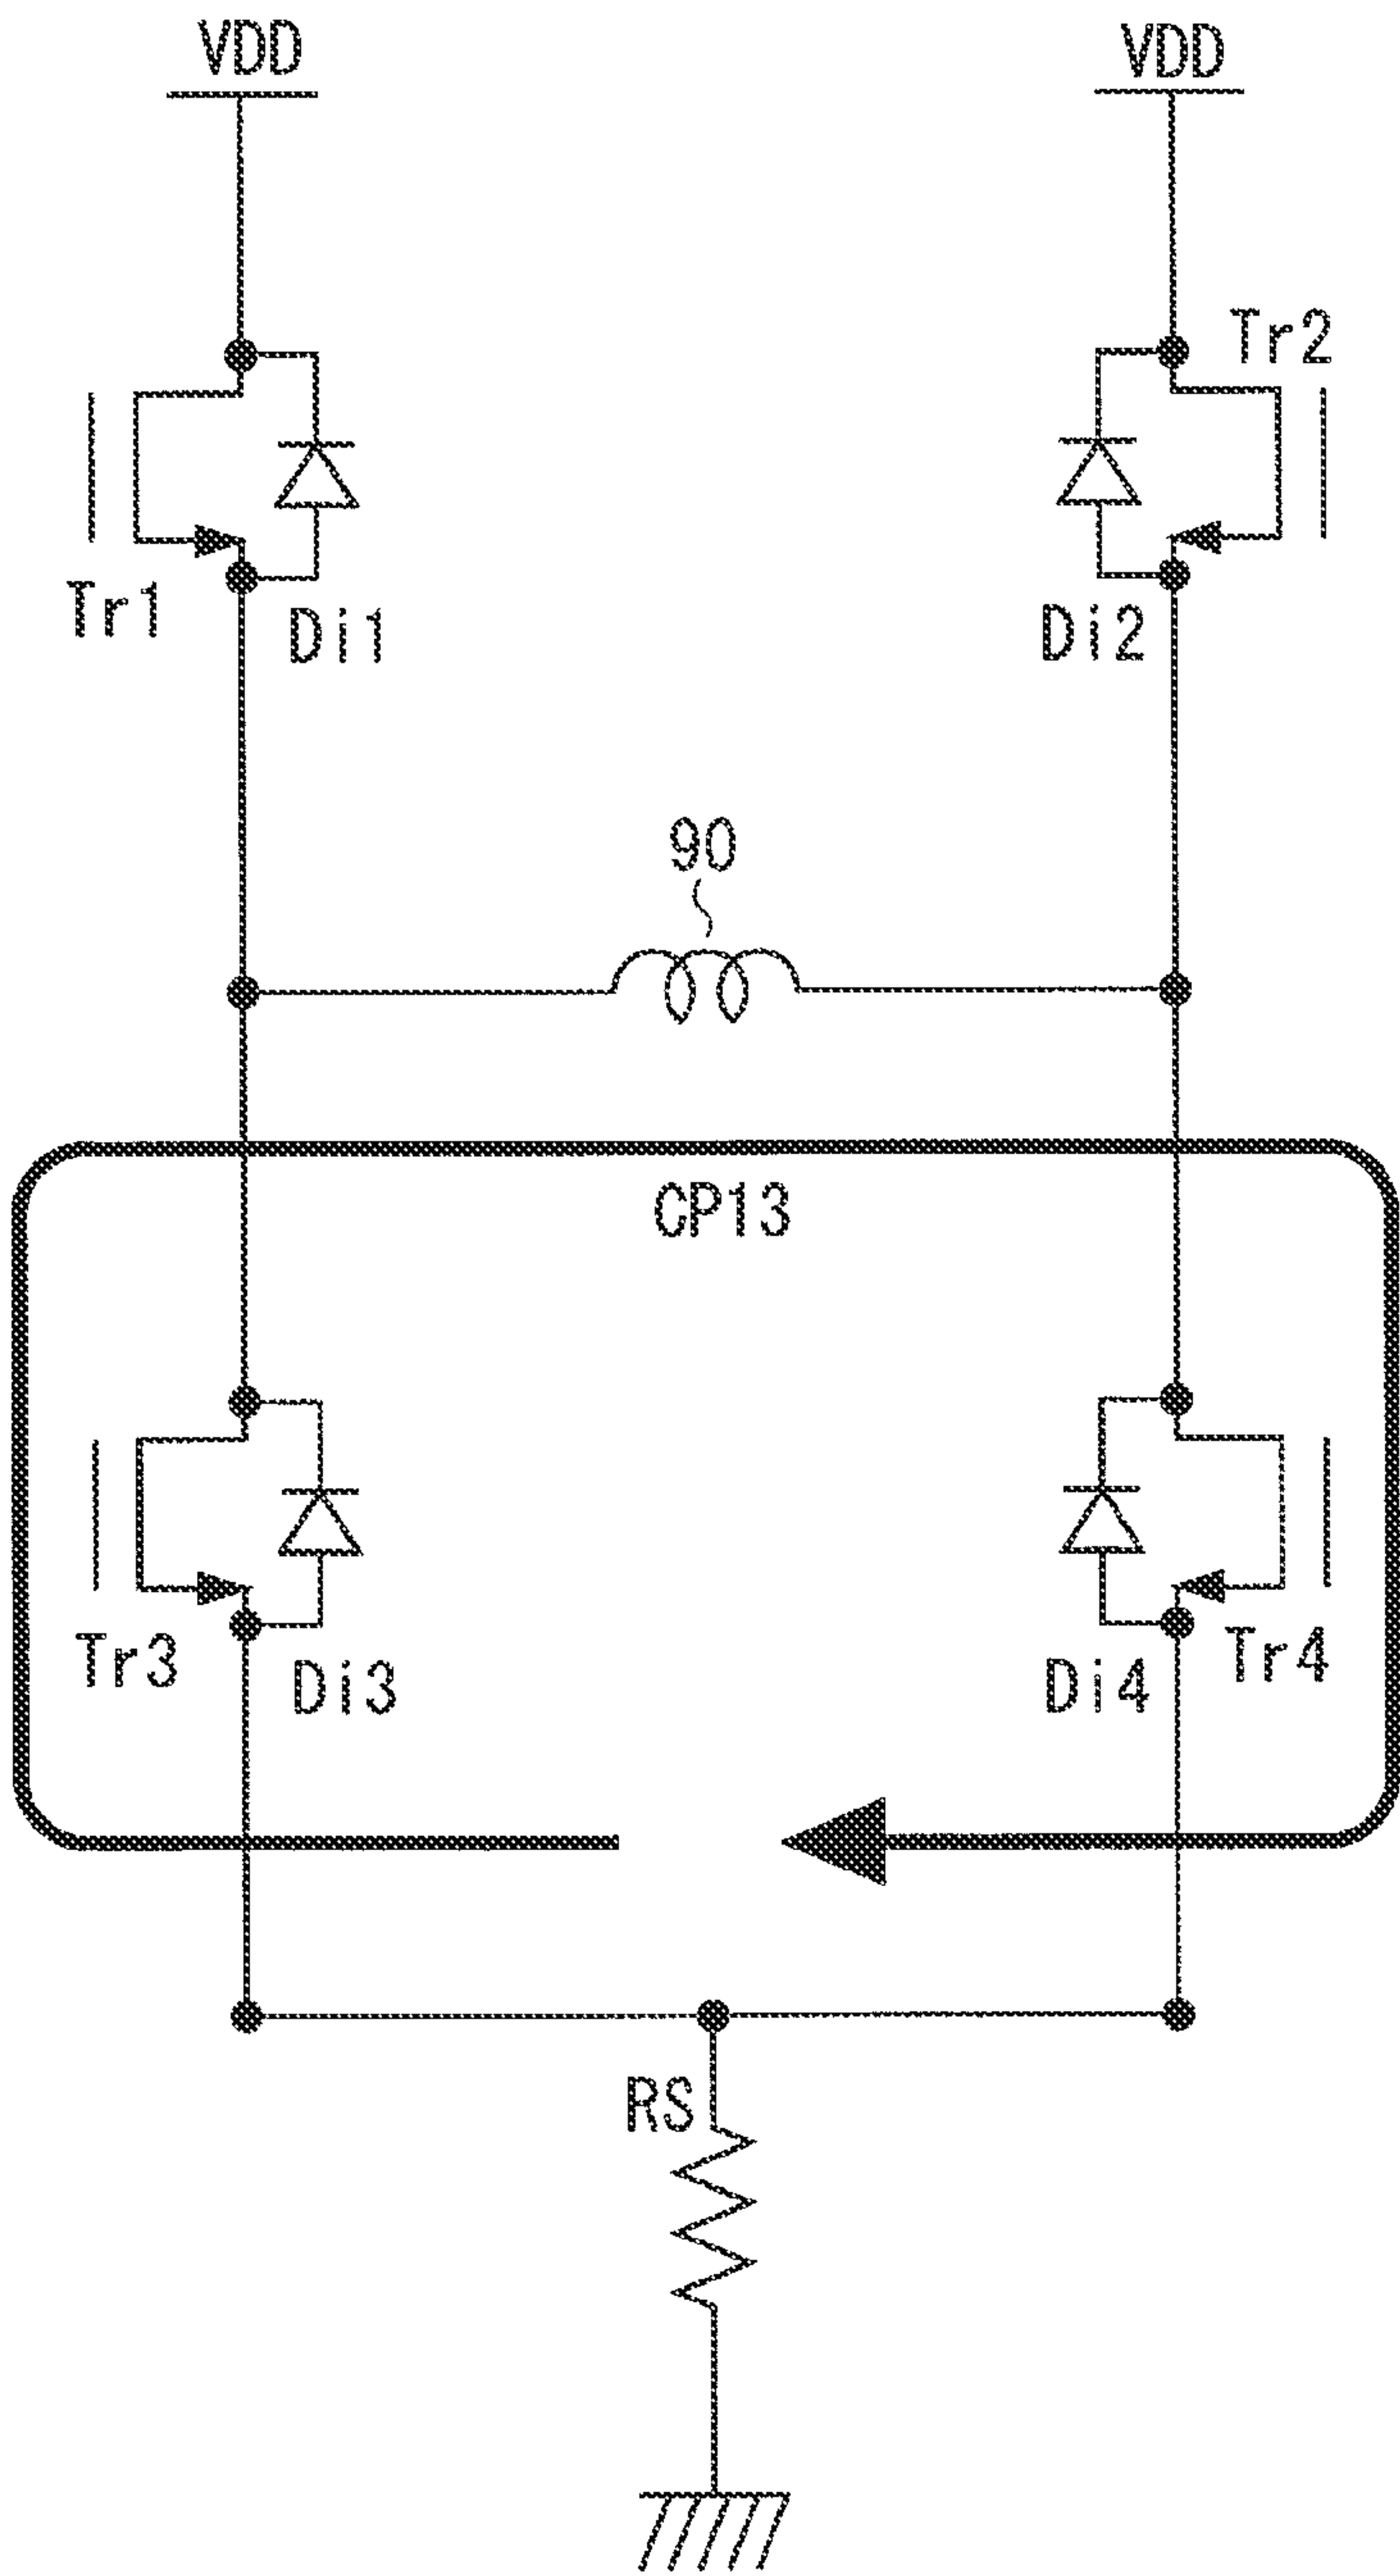 VDD
VDD
Tr2
Tr1
Di1
Di2
90
CP13
Tr3
Di3
Di4
Tr4
RS